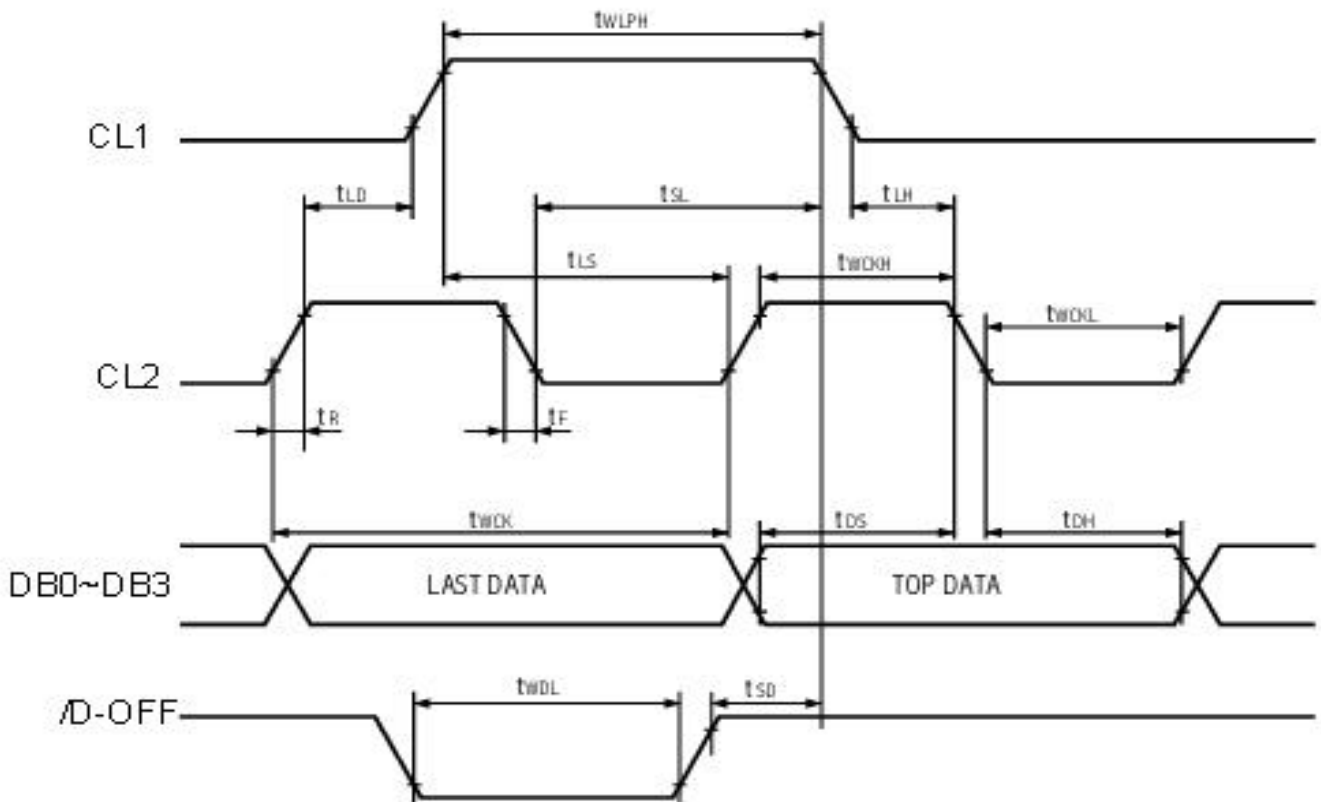 tWLPH
CL1
tLD
tSL
tLH
tLS
tWCKH
tWCKL
CL2
tR
tF
tWCK
tDS
tDH
DB0~DB3
LAST DATA
TOP DATA
tWDL
tSD
/D-OFF